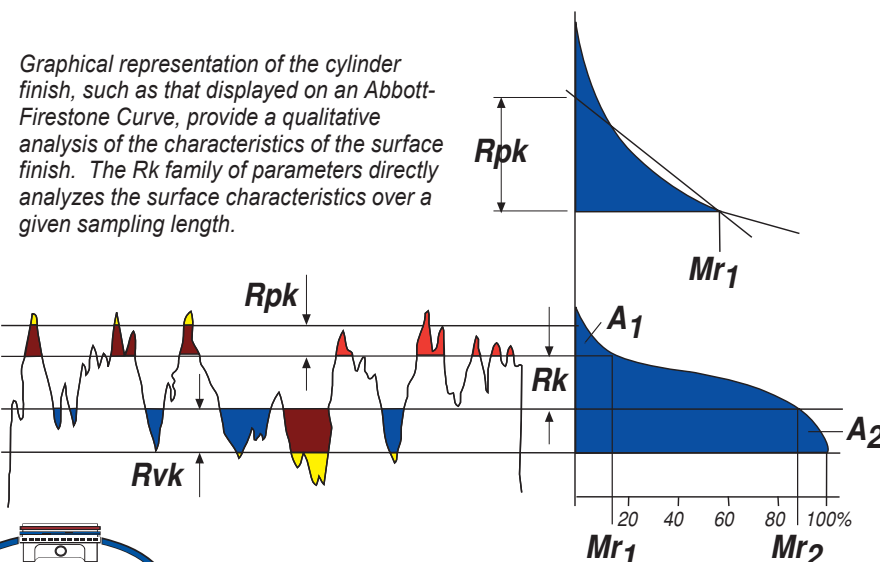 Graphical representation of the cylinder
finish, such as that displayed on an Abbott-
Firestone Curve, provide a qualitative
analysis of the characteristics of the surface
finish. The Rk family of parameters directly
analyzes the surface characteristics over a
given sampling length.
Rpk
Mr1
Rpk
A1
Rk
A2
Rvk
20 40 60 80 100%
Mr1 Mr2